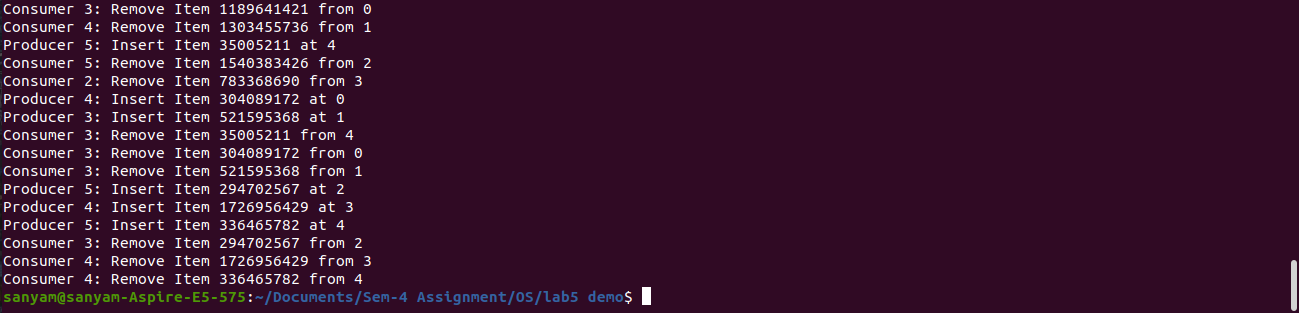 Consumer 3: Remove Item 1189641421 from 0
Consumer 4: Remove Item 1303455736 from 1
Producer 5: Insert Item 35005211 at 4
Consumer 5: Remove Item 1540383426 from 2
Consumer 2: Remove Item 783368690 from 3
Producer 4: Insert Item 304089172 at 0
Producer 3: Insert Item 521595368 at 1
Consumer 3: Remove Item 35005211 from 4
Consumer 3: Remove Item 304089172 from 0
Consumer 3: Remove Item 521595368 from 1
Producer 5: Insert Item 294702567 at 2
Producer 4: Insert Item 1726956429 at 3
Producer 5: Insert Item 336465782 at 4
Consumer 3: Remove Item 294702567 from 2
Consumer 4: Remove Item 1726956429 from 3
Consumer 4: Remove Item 336465782 from 4
sanyam@sanyam-Aspire-E5-575:~/Documents/Sem-4 Assignment/OS/lab5 demo$